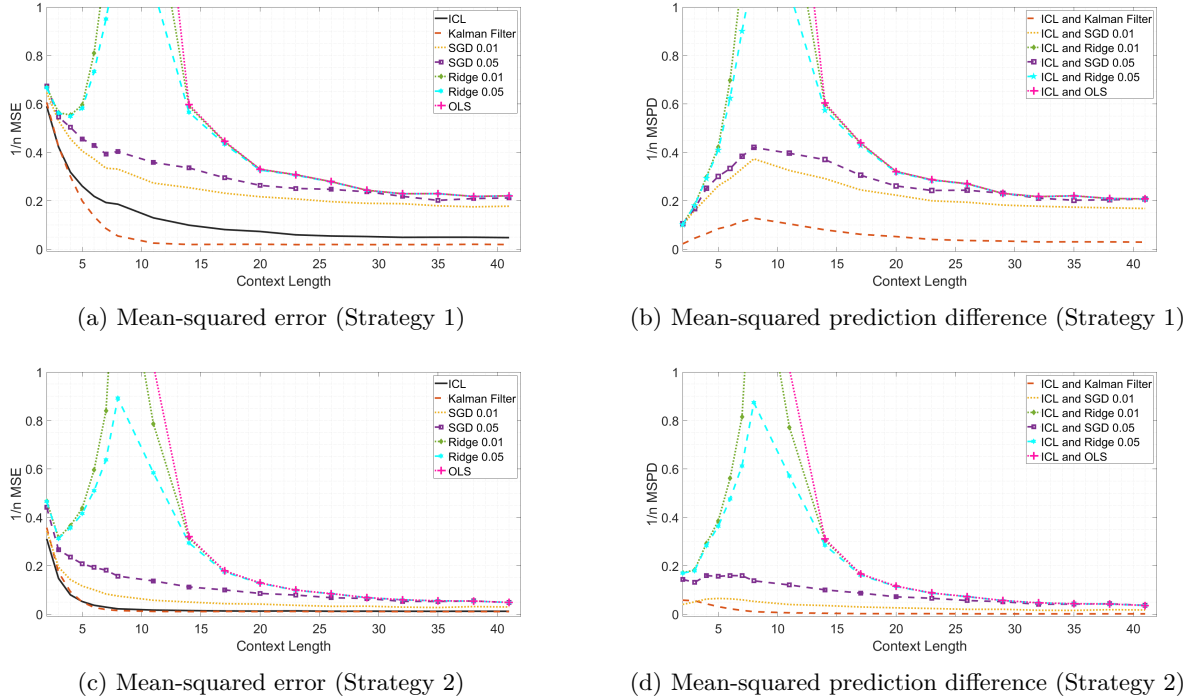 1
0.8
0.6
0.4
0.2
0
1/n MSE
5
10
15
20
25
30
35
40
Context Length
ICL
Kalman Filter
SGD 0.01
SGD 0.05
Ridge 0.01
Ridge 0.05
OLS
(a) Mean-squared error (Strategy 1)
1
0.8
0.6
0.4
0.2
0
1/n MSPD
5
10
15
20
25
30
35
40
Context Length
ICL and Kalman Filter
ICL and SGD 0.01
ICL and Ridge 0.01
ICL and SGD 0.05
ICL and Ridge 0.05
ICL and OLS
(b) Mean-squared prediction difference (Strategy 1)
1
0.8
0.6
0.4
0.2
0
1/n MSE
5
10
15
20
25
30
35
40
Context Length
ICL
Kalman Filter
SGD 0.01
SGD 0.05
Ridge 0.01
Ridge 0.05
OLS
(c) Mean-squared error (Strategy 2)
1
0.8
0.6
0.4
0.2
0
1/n MSPD
5
10
15
20
25
30
35
40
Context Length
ICL and Kalman Filter
ICL and SGD 0.01
ICL and Ridge 0.01
ICL and SGD 0.05
ICL and Ridge 0.05
ICL and OLS
(d) Mean-squared prediction difference (Strategy 2)